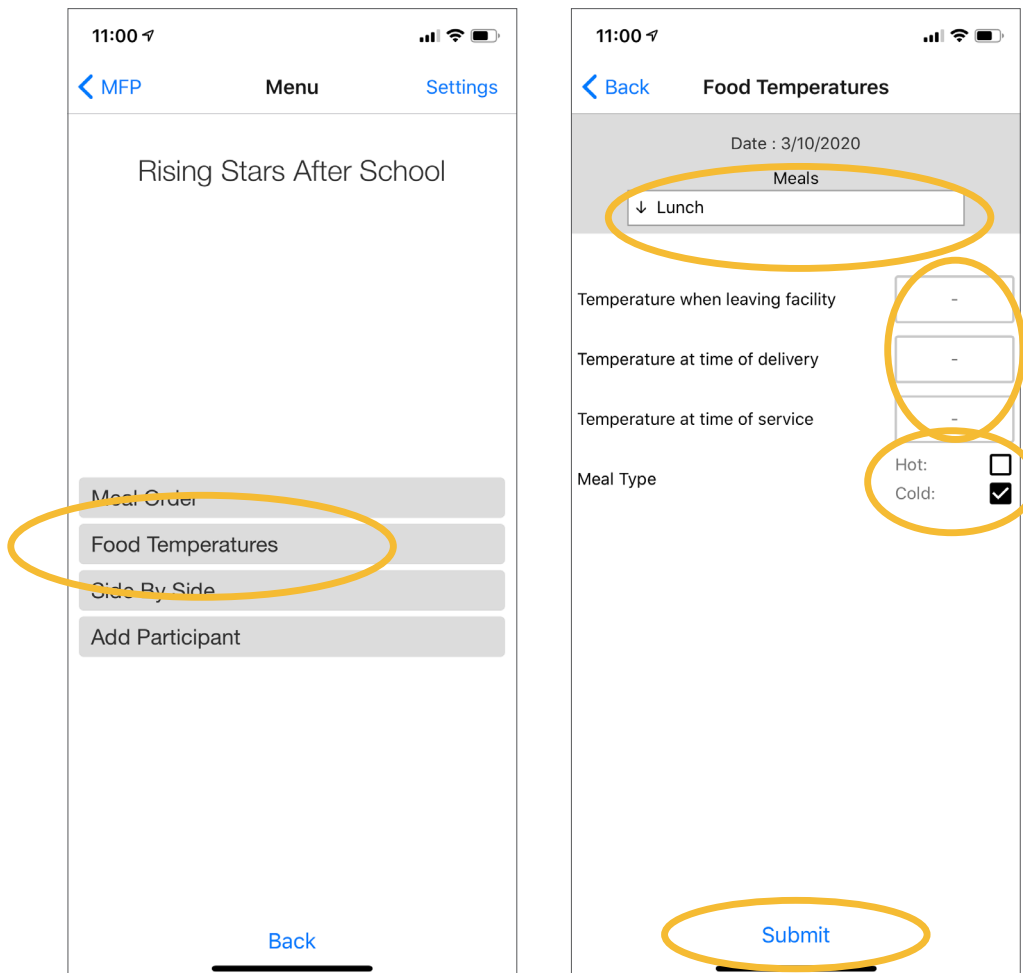 11:00
MFP Menu Settings
Rising Stars After School
Meal Order
Food Temperatures
Side By Side
Add Participant
Back
11:00
Back Food Temperatures
Date : 3/10/2020
Meals
↓ Lunch
Temperature when leaving facility -
Temperature at time of delivery -
Temperature at time of service -
Meal Type
Hot:
Cold:
Submit